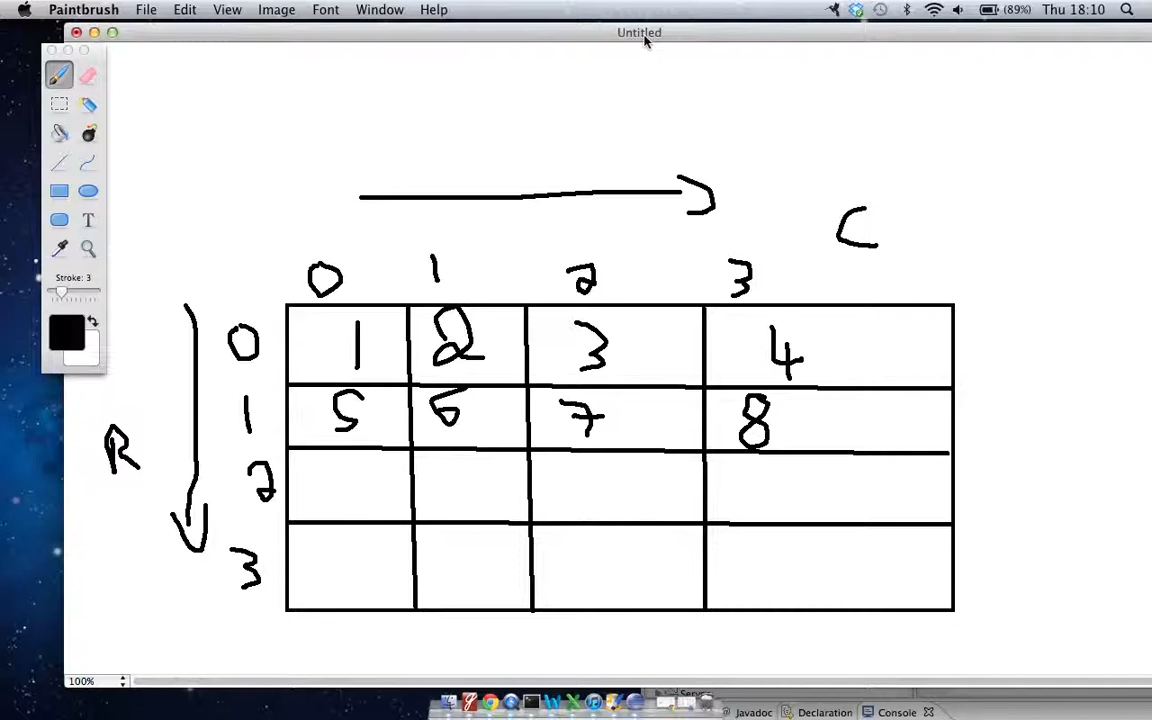 Paintbrush File Edit View Image Font Window Help (89%) Thu 18:10
Untitled
Stroke: 3
C
0 1 2 3
0 1 2 3 4
1 5 6 7 8
R
2
3
100%
Javadoc Declaration Console